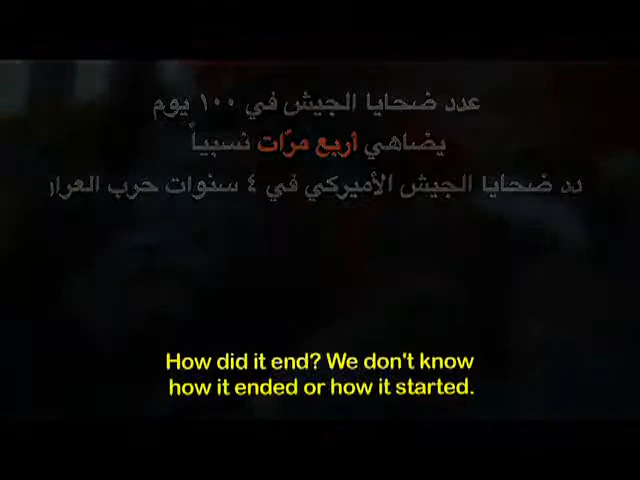 عدد ضحايا الجيش في ١٠٠ يوم
يضاهي أربع مرّات نسبياً
ضحايا الجيش الأميركي في ٤ سنوات حرب
How did it end? We don't know
how it ended or how it started.